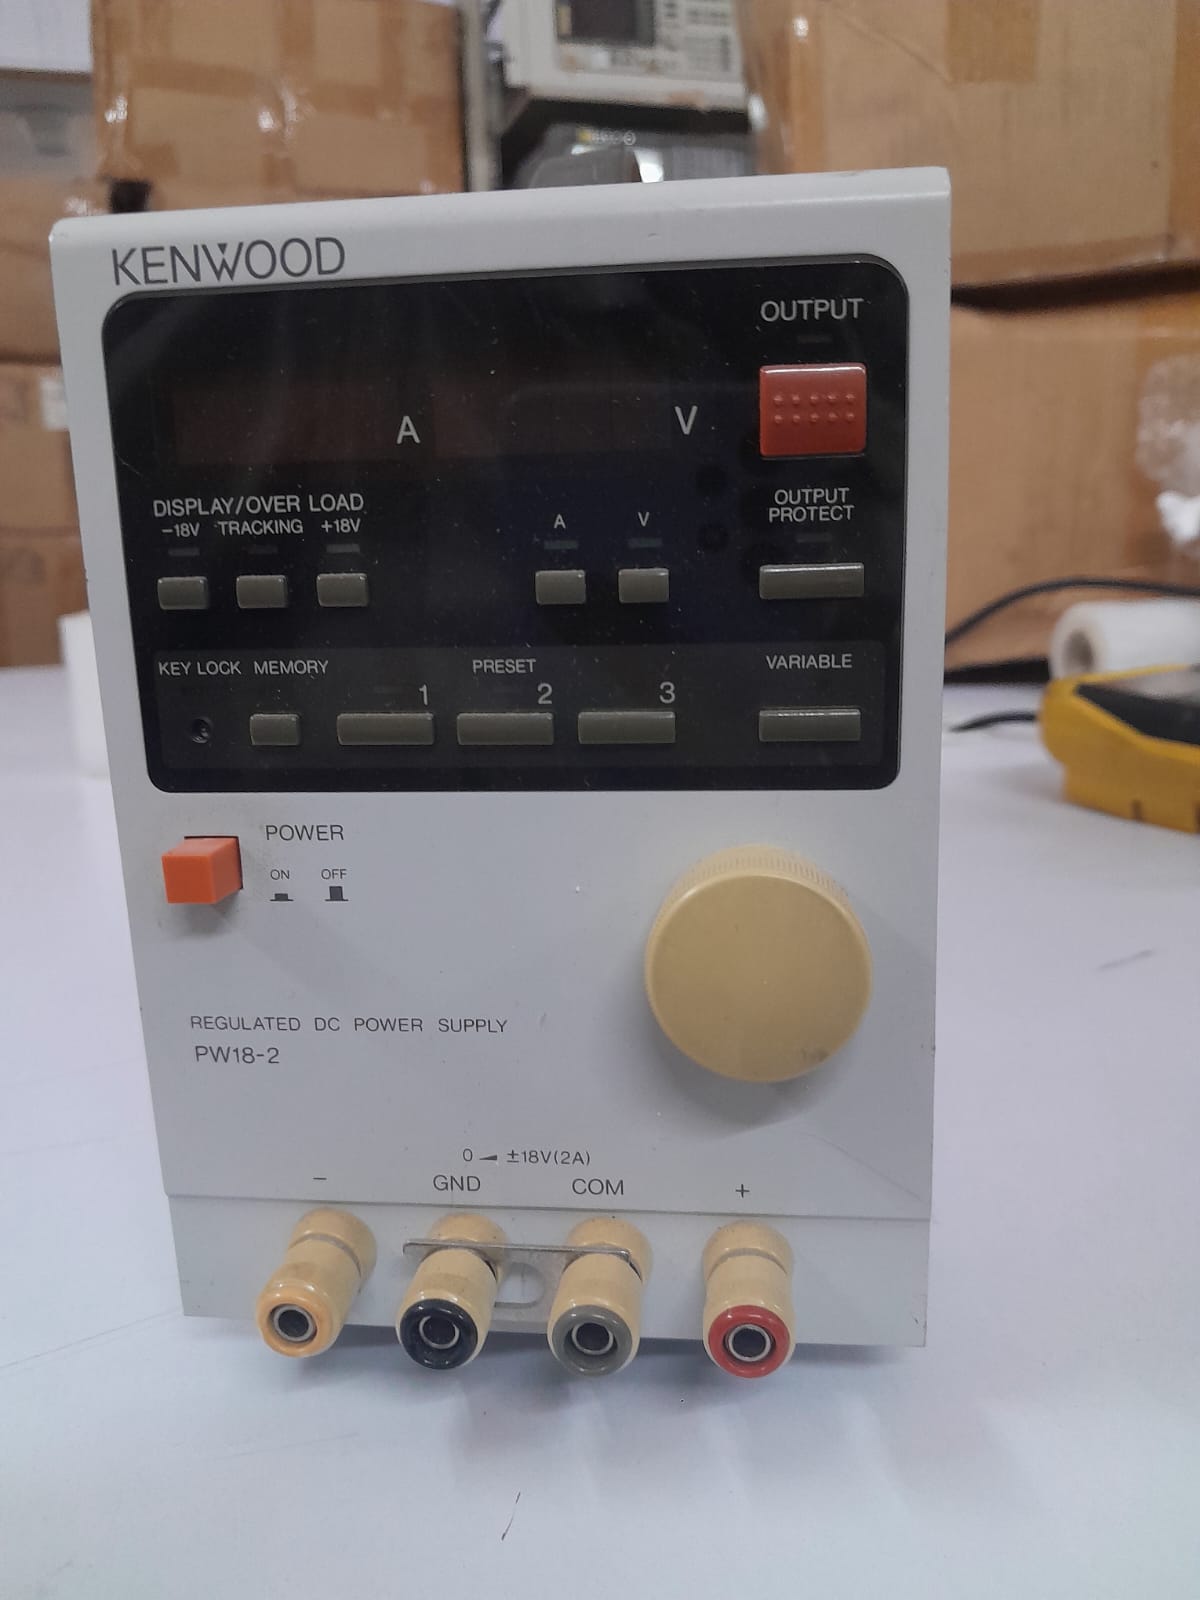 KENWOOD
OUTPUT
A
V
DISPLAY/OVER LOAD
-18V TRACKING +18V
A
V
OUTPUT
PROTECT
KEY LOCK MEMORY
PRESET
VARIABLE
1
2
3
POWER
ON OFF
REGULATED DC POWER SUPPLY
PW18-2
0 ±18V(2A)
−
GND
COM
+